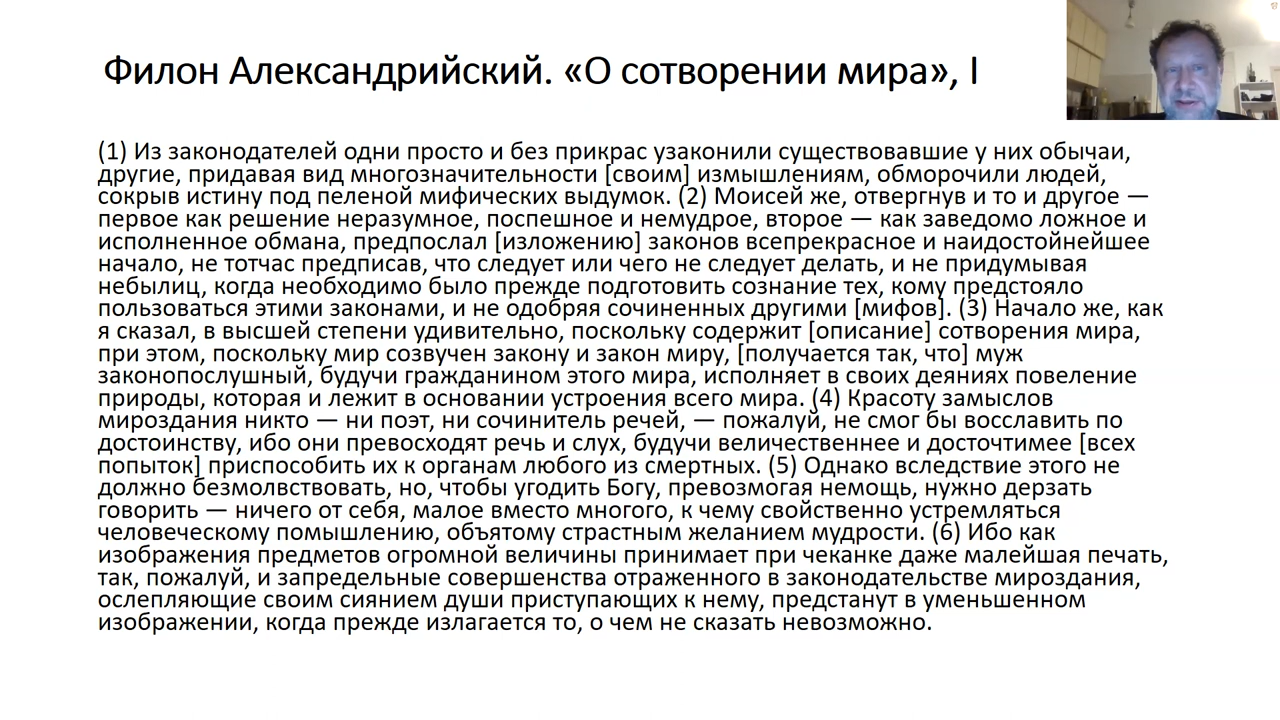 Филон Александрийский. «О сотворении мира», I
(1) Из законодателей одни просто и без прикрас узаконили существовавшие у них обычаи,
другие, придавая вид многозначительности [своим] измышлениям, обморочили людей,
сокрыв истину под пеленой мифических выдумок. (2) Моисей же, отвергнув и то и другое —
первое как решение неразумное, поспешное и немудрое, второе — как заведомо ложное и
исполненное обмана, предпослал [изложению] законов всепрекрасное и наидостойнейшее
начало, не тотчас предписав, что следует или чего не следует делать, и не придумывая
небылиц, когда необходимо было прежде подготовить сознание тех, кому предстояло
пользоваться этими законами, и не одобряя сочиненных другими [мифов]. (3) Начало же, как
я сказал, в высшей степени удивительно, поскольку содержит [описание] сотворения мира,
при этом, поскольку мир созвучен закону и закон миру, [получается так, что] муж
законопослушный, будучи гражданином этого мира, исполняет в своих деяниях повеление
природы, которая и лежит в основании устроения всего мира. (4) Красоту замыслов
мироздания никто — ни поэт, ни сочинитель речей, — пожалуй, не смог бы восславить по
достоинству, ибо они превосходят речь и слух, будучи величественнее и досточтимее [всех
попыток] приспособить их к органам любого из смертных. (5) Однако вследствие этого не
должно безмолвствовать, но, чтобы угодить Богу, превозмогая немощь, нужно дерзать
говорить — ничего от себя, малое вместо многого, к чему свойственно устремляться
человеческому помышлению, объятому страстным желанием мудрости. (6) Ибо как
изображения предметов огромной величины принимает при чеканке даже малейшая печать,
так, пожалуй, и запредельные совершенства отраженного в законодательстве мироздания,
ослепляющие своим сиянием души приступающих к нему, предстанут в уменьшенном
изображении, когда прежде излагается то, о чем не сказать невозможно.